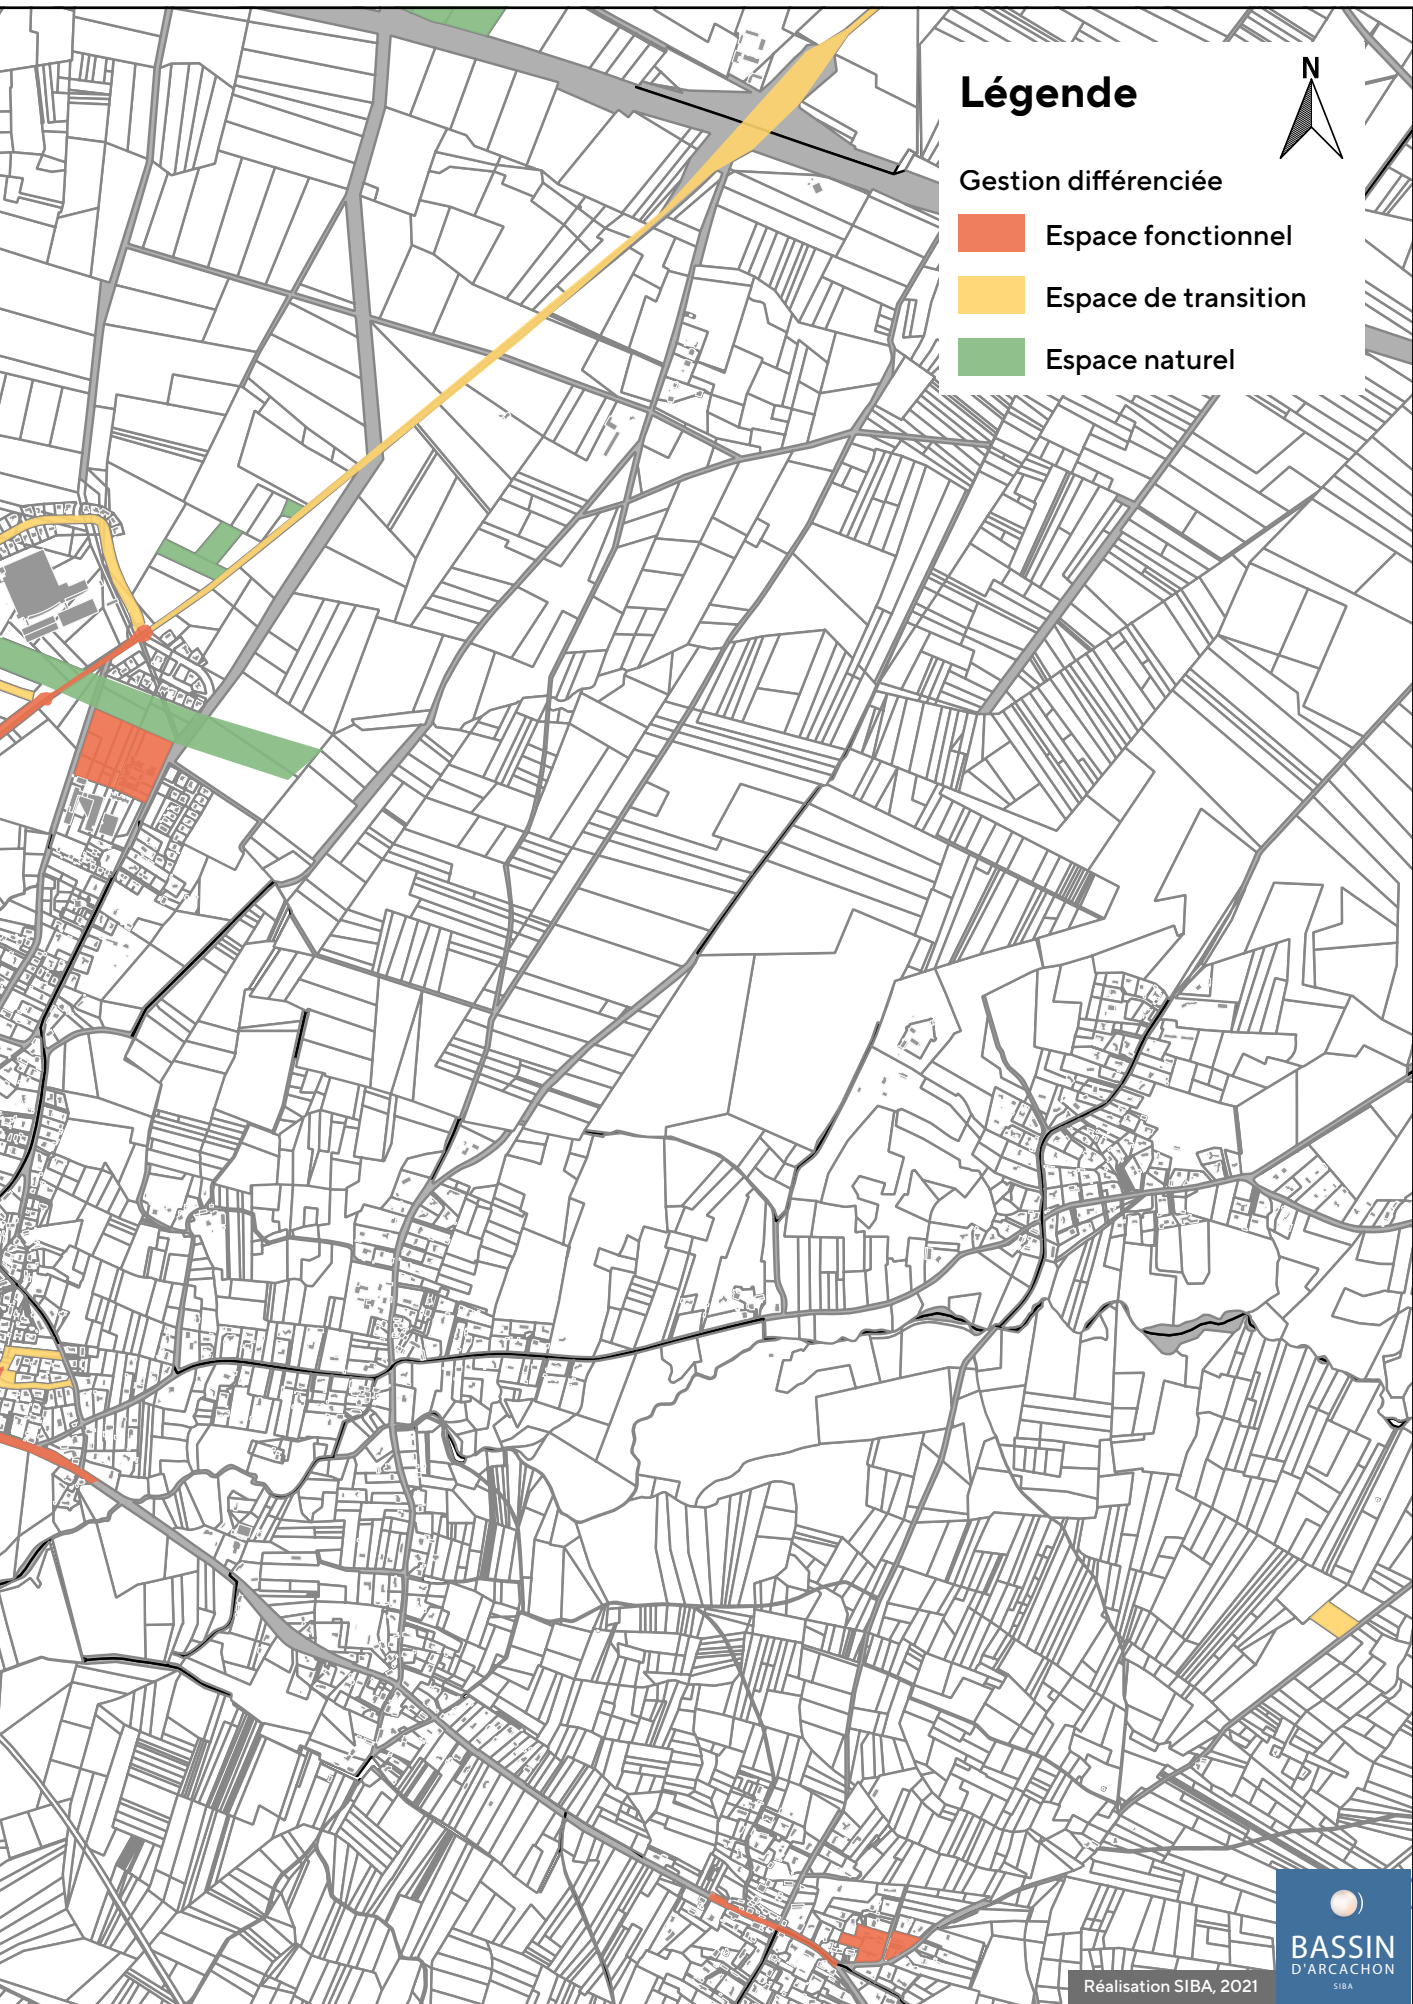 Légende
N
Gestion différenciée
Espace fonctionnel
Espace de transition
Espace naturel
BASSIN
D'ARCACHON
SIBA
Réalisation SIBA, 2021